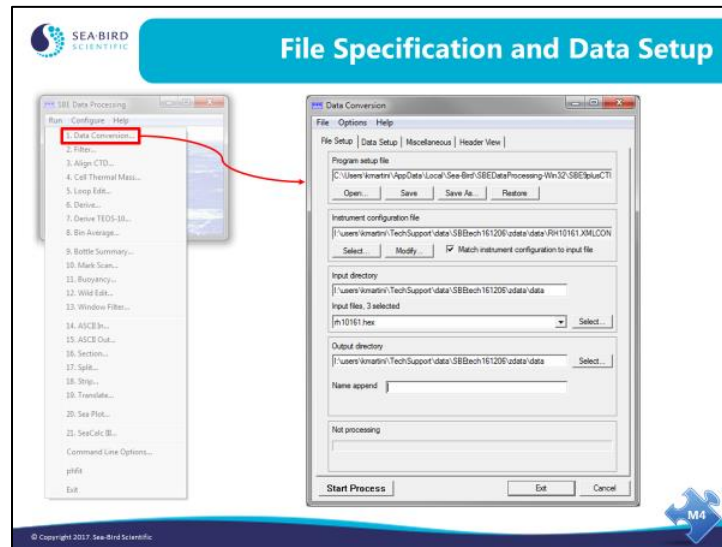 SEA·BIRD
SCIENTIFIC
File Specification and Data Setup
SBE Data Processing
Run Configure Help
1. Data Conversion...
2. Filter...
3. Align CTD...
4. Cell Thermal Mass...
5. Loop Edit...
6. Derive...
7. Derive TEOS-10...
8. Bin Average...
9. Bottle Summary...
10. Mark Scan...
11. Buoyancy...
12. Wild Edit...
13. Window Filter...
14. ASCII In...
15. ASCII Out...
16. Section...
17. Split...
18. Strip...
19. Translate...
20. Sea Plot...
21. SeaCalc III...
Command Line Options...
phfit
Exit
Data Conversion
File Options Help
File Setup Data Setup Miscellaneous Header View
Program setup file
C:\Users\kmartini\AppData\Local\Sea-Bird\SBEDataProcessing-Win32\SBE9plusCTI
Open... Save Save As... Restore
Instrument configuration file
I:\users\kmartini\TechSupport\data\SBEtech161206\zdata\data\RH10161.XMLCON
Select... Modify... Match instrument configuration to input file
Input directory
I:\users\kmartini\TechSupport\data\SBEtech161206\zdata\data
Input files, 3 selected
rh10161.hex Select...
Output directory
I:\users\kmartini\TechSupport\data\SBEtech161206\zdata\data Select...
Name append
Not processing
Start Process Exit Cancel
M4
© Copyright 2017. Sea-Bird Scientific